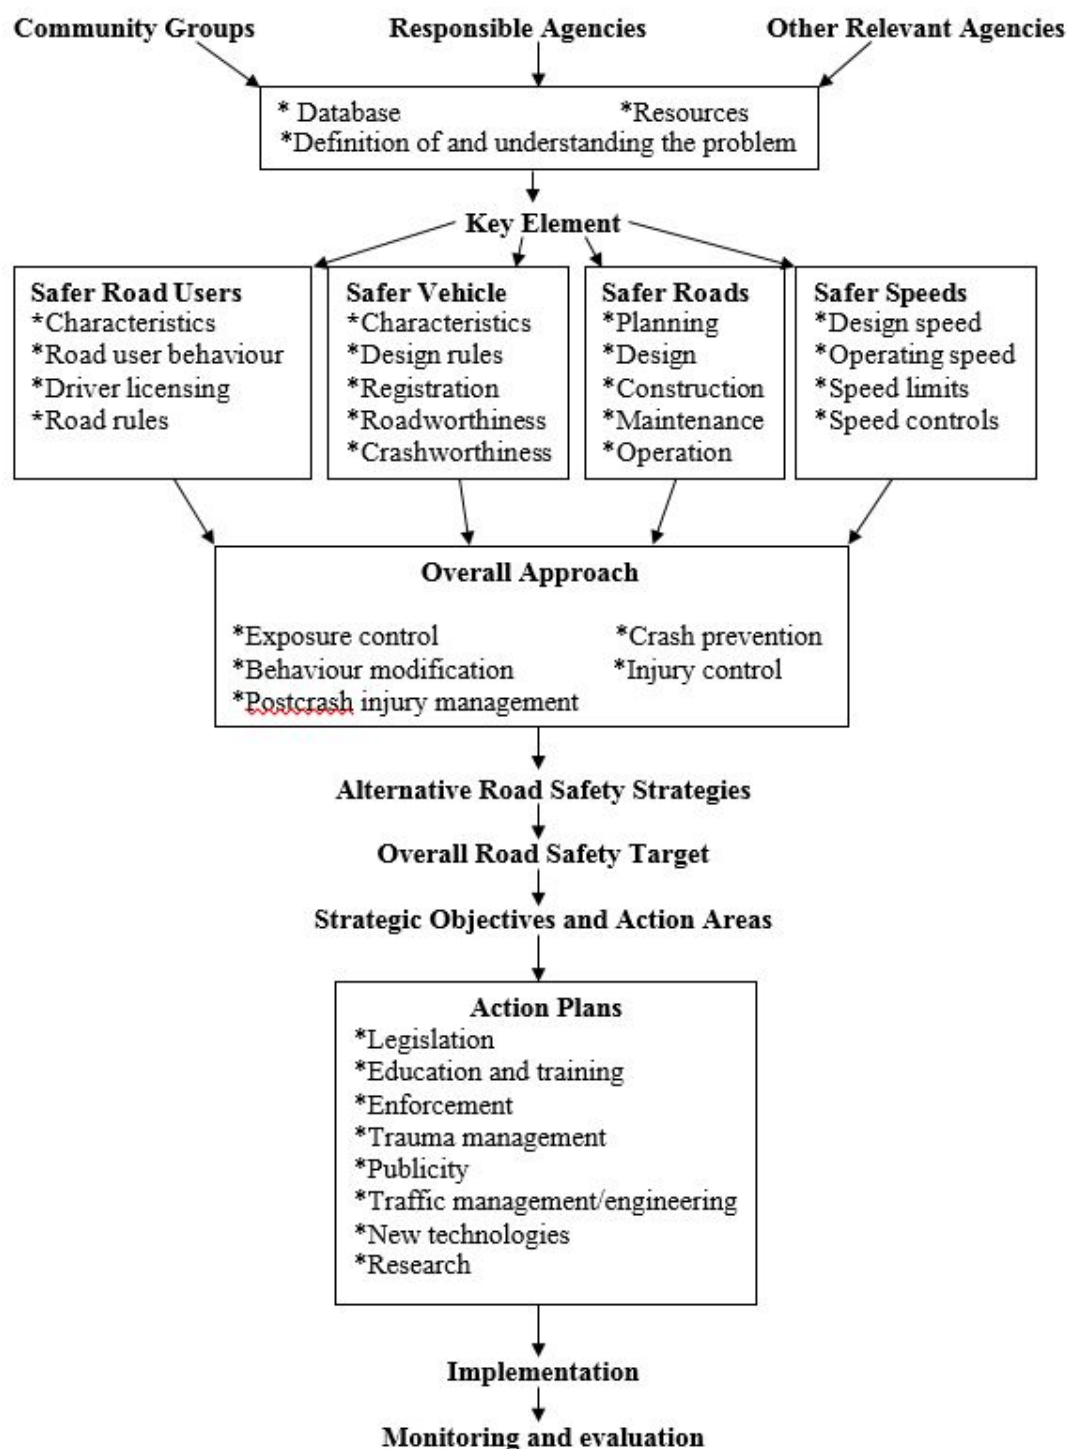 Community Groups Responsible Agencies Other Relevant Agencies
* Database *Resources
*Definition of and understanding the problem
Key Element
Safer Road Users
*Characteristics
*Road user behaviour
*Driver licensing
*Road rules
Safer Vehicle
*Characteristics
*Design rules
*Registration
*Roadworthiness
*Crashworthiness
Safer Roads
*Planning
*Design
*Construction
*Maintenance
*Operation
Safer Speeds
*Design speed
*Operating speed
*Speed limits
*Speed controls
Overall Approach
*Exposure control *Crash prevention
*Behaviour modification *Injury control
*Postcrash injury management
Alternative Road Safety Strategies
Overall Road Safety Target
Strategic Objectives and Action Areas
Action Plans
*Legislation
*Education and training
*Enforcement
*Trauma management
*Publicity
*Traffic management/engineering
*New technologies
*Research
Implementation
Monitoring and evaluation